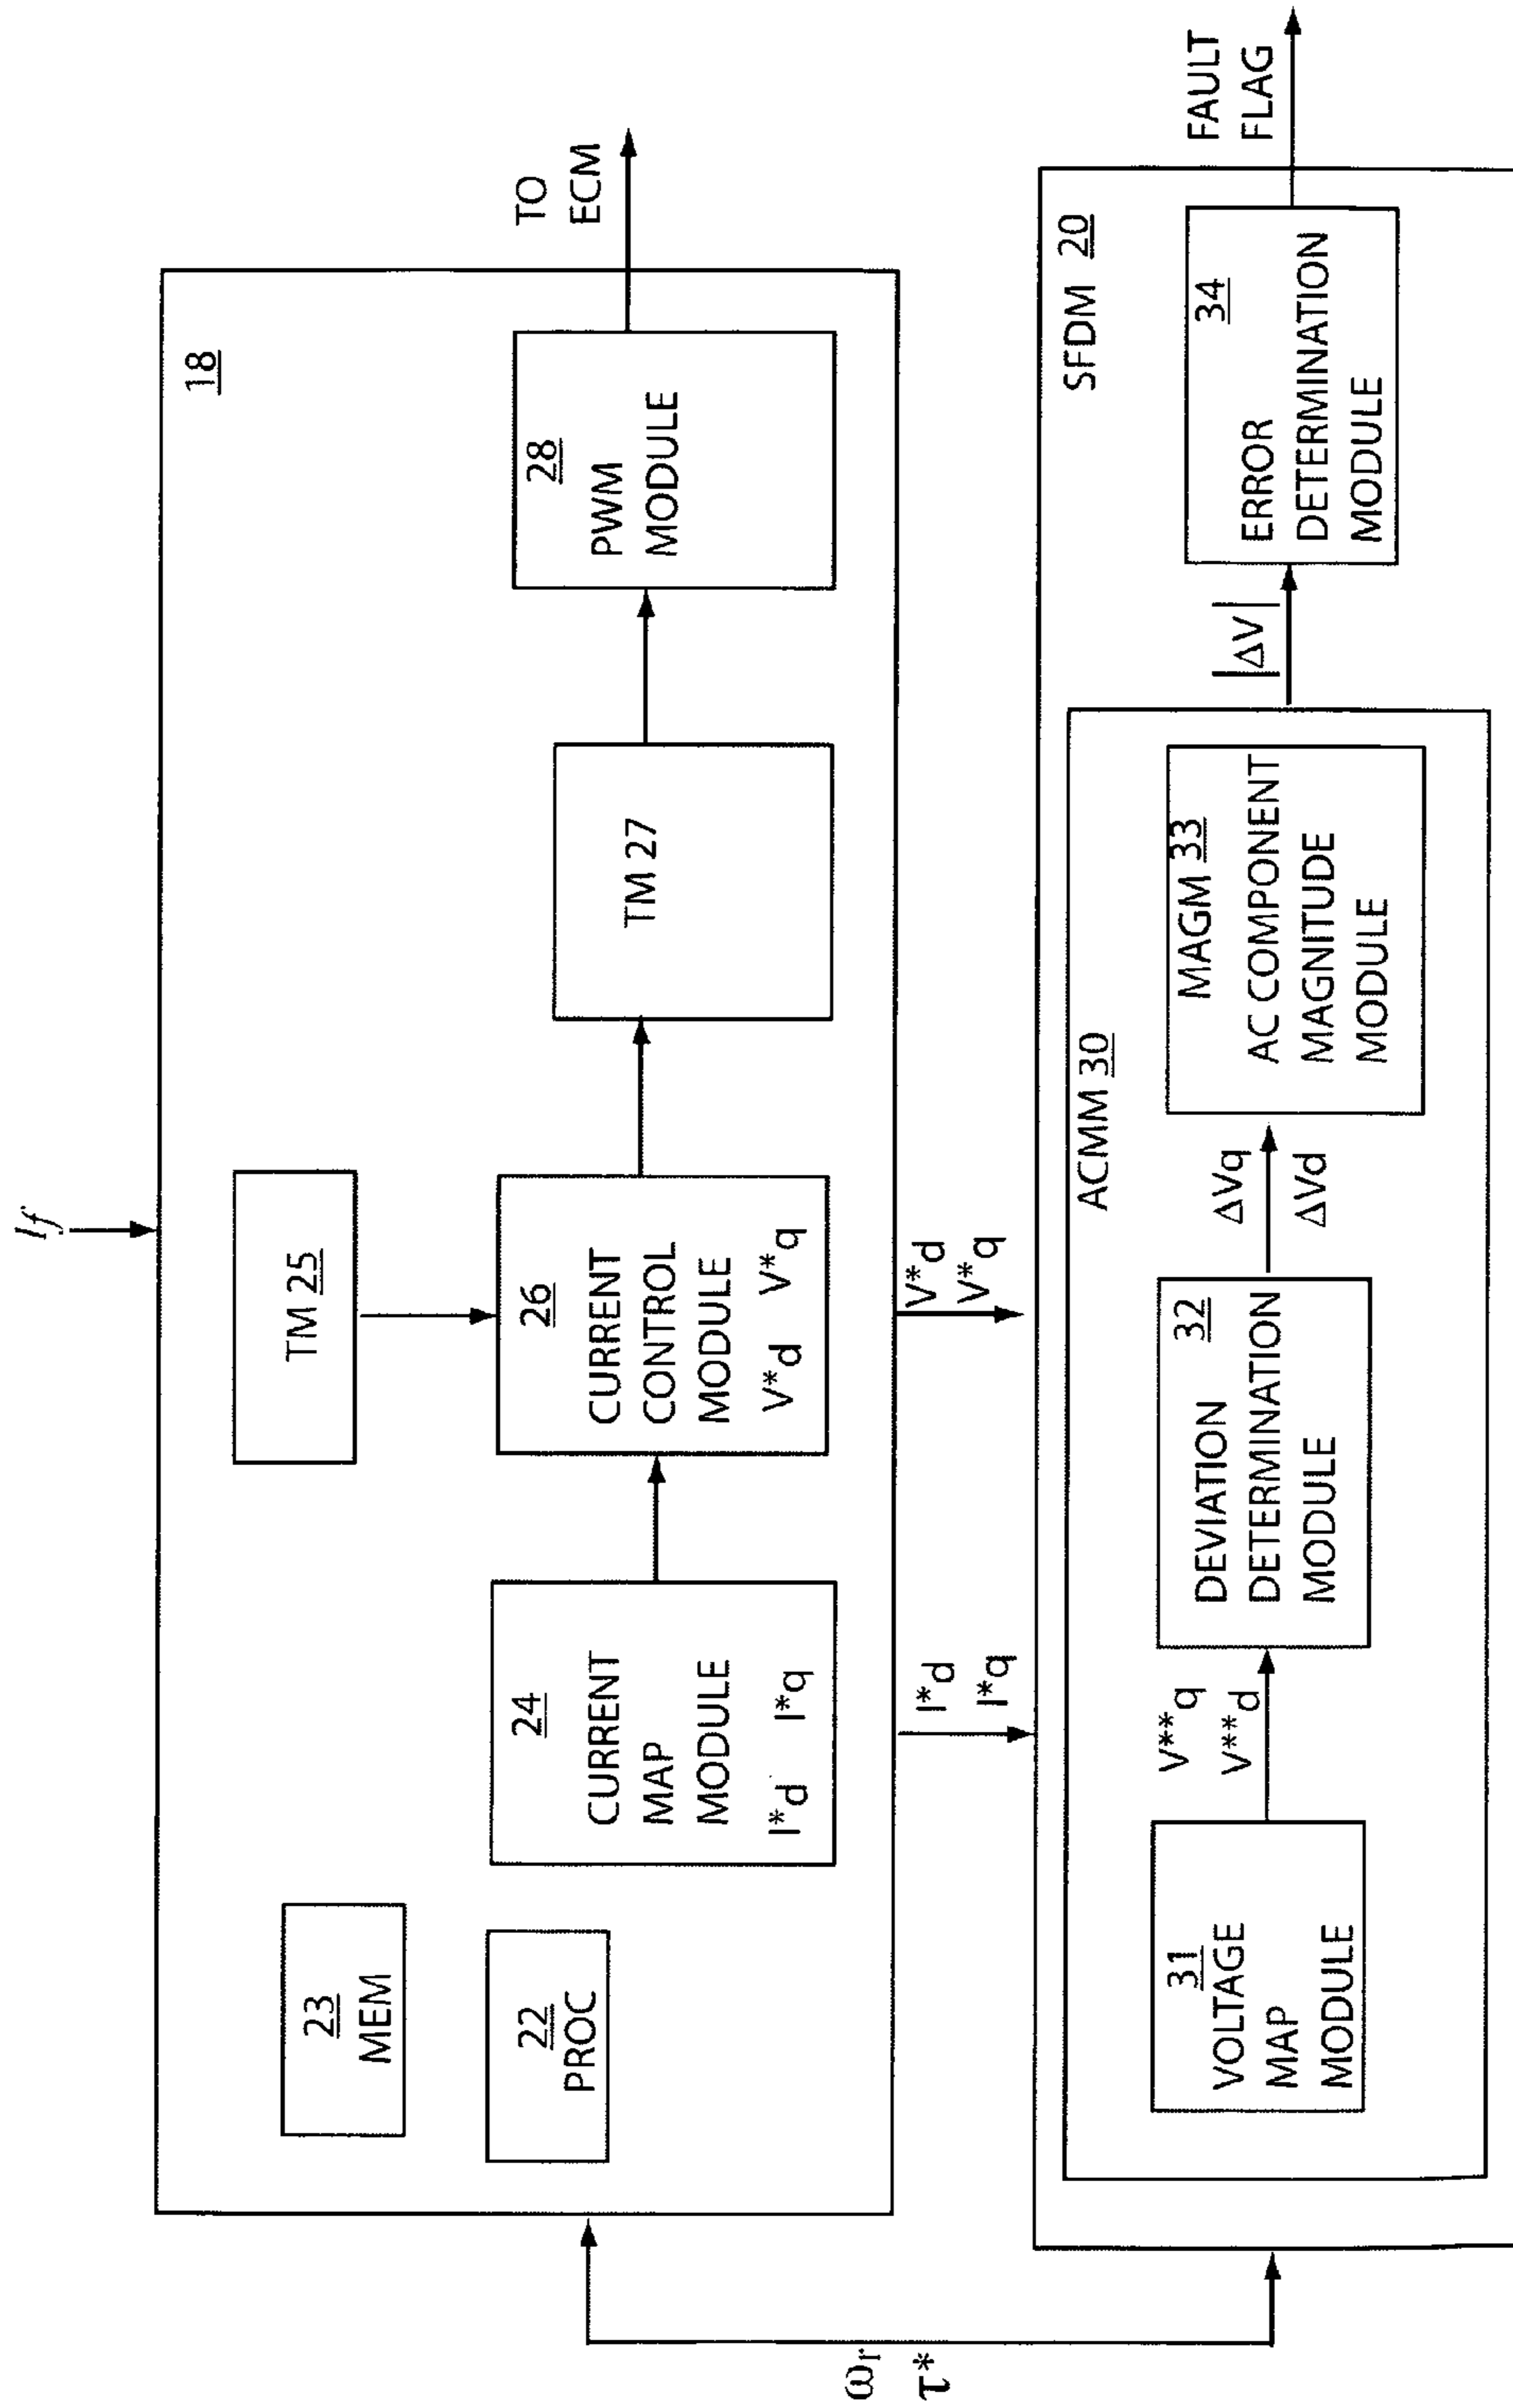 I_f
18
23
MEM
22
PROC
24
CURRENT
MAP
MODULE
I*d I*q
TM 25
26
CURRENT
CONTROL
MODULE
V*d V*q
TM 27
28
PWM
MODULE
TO
ECM
ωr
τ*
I*d
I*q
V*d
V*q
SFDM 20
ACMM 30
31
VOLTAGE
MAP
MODULE
V**q
V**d
32
DEVIATION
DETERMINATION
MODULE
ΔVq
ΔVd
MAGM 33
AC COMPONENT
MAGNITUDE
MODULE
|ΔV|
34
ERROR
DETERMINATION
MODULE
FAULT
FLAG